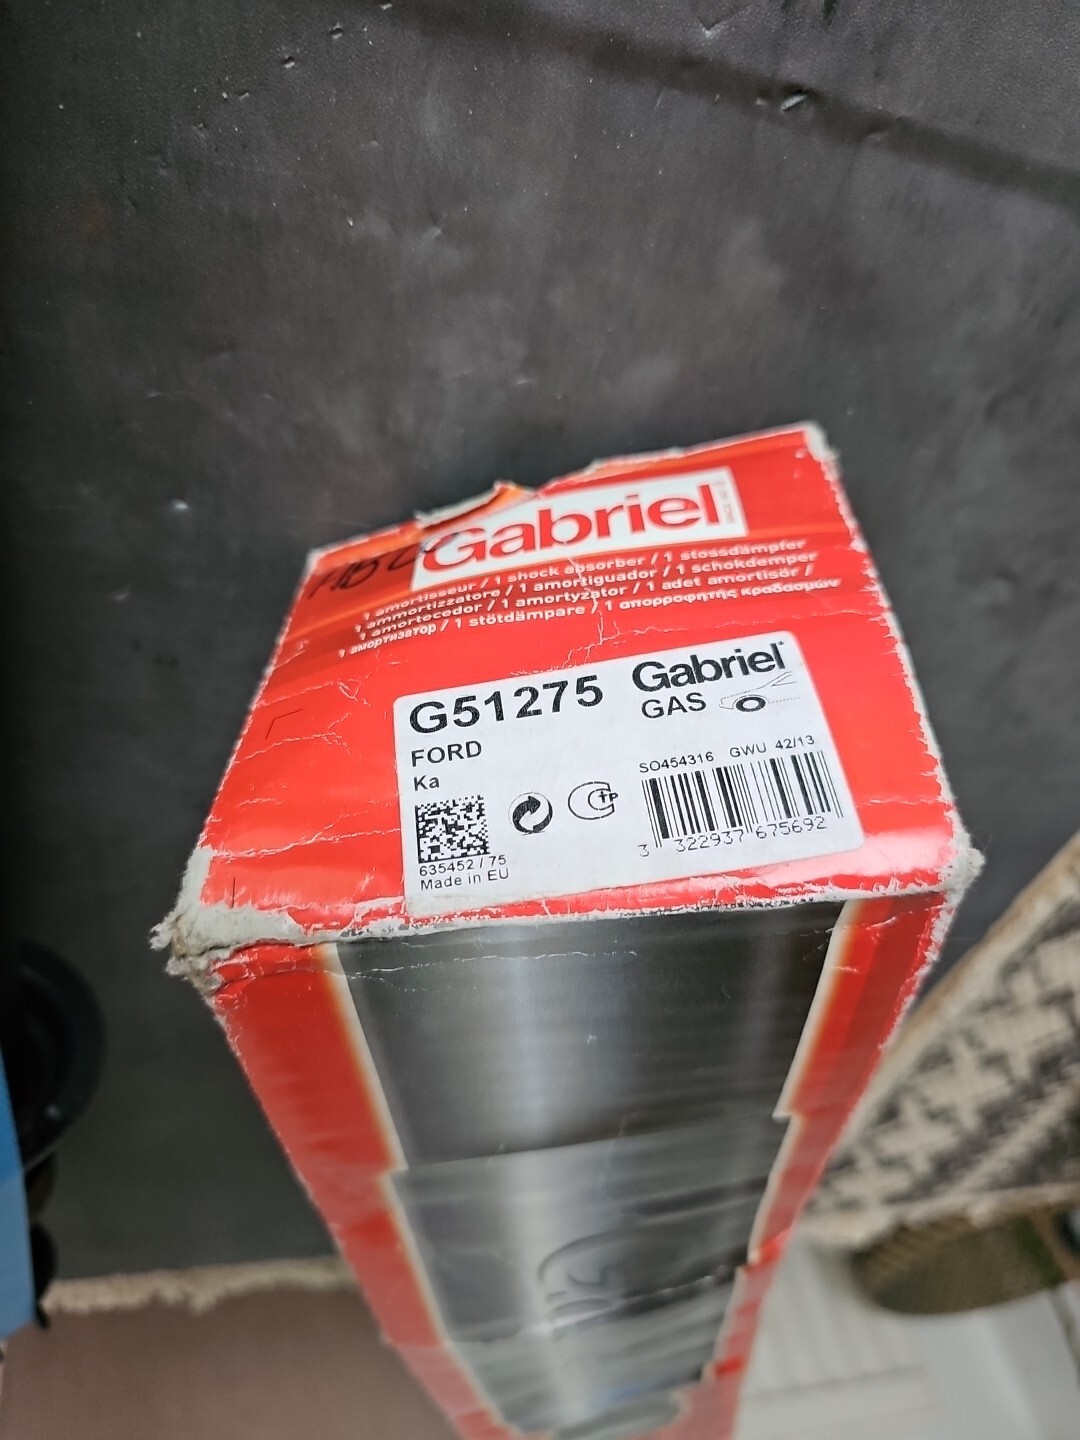 Gabriel
1 amortisseur / 1 shock absorber / 1 stossdämpfer
1 ammortizzatore / 1 amortiguador / 1 schokdemper
1 amortecedor / 1 amortyzator / 1 adet amortisör /
1 амортизатор / 1 stötdämpare / 1 απορροφητής κραδασμών
G51275
Gabriel
GAS
FORD
Ka
SO454316 GWU 42/13
3 322937 675692
635452 / 75
Made in EU